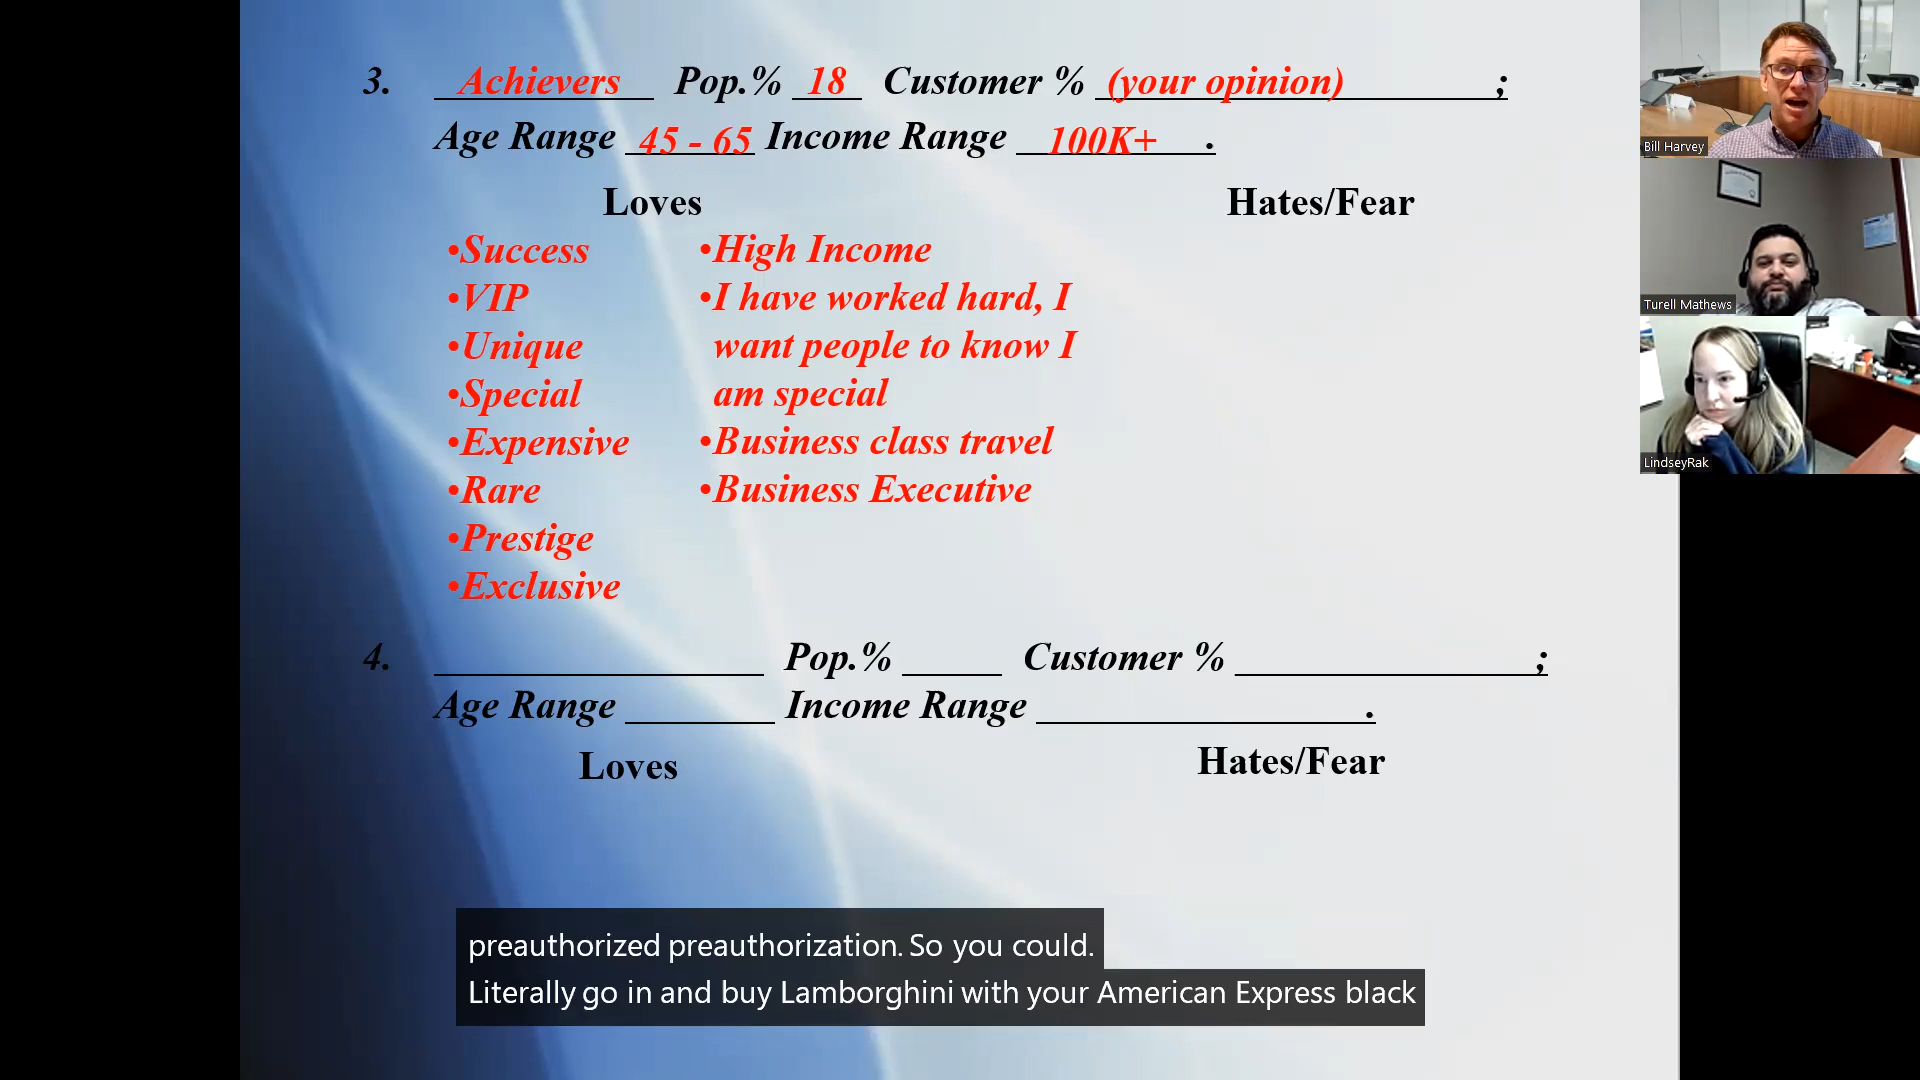 3. Achievers Pop.% 18 Customer % (your opinion) ;
Age Range 45 - 65 Income Range 100K+ .
Loves Hates/Fear
•Success
•VIP
•Unique
•Special
•Expensive
•Rare
•Prestige
•Exclusive
•High Income
•I have worked hard, I
want people to know I
am special
•Business class travel
•Business Executive
4. Pop.% Customer % ;
Age Range Income Range .
Loves Hates/Fear
preauthorized preauthorization. So you could.
Literally go in and buy Lamborghini with your American Express black
Bill Harvey
Turell Mathews
LindseyRak